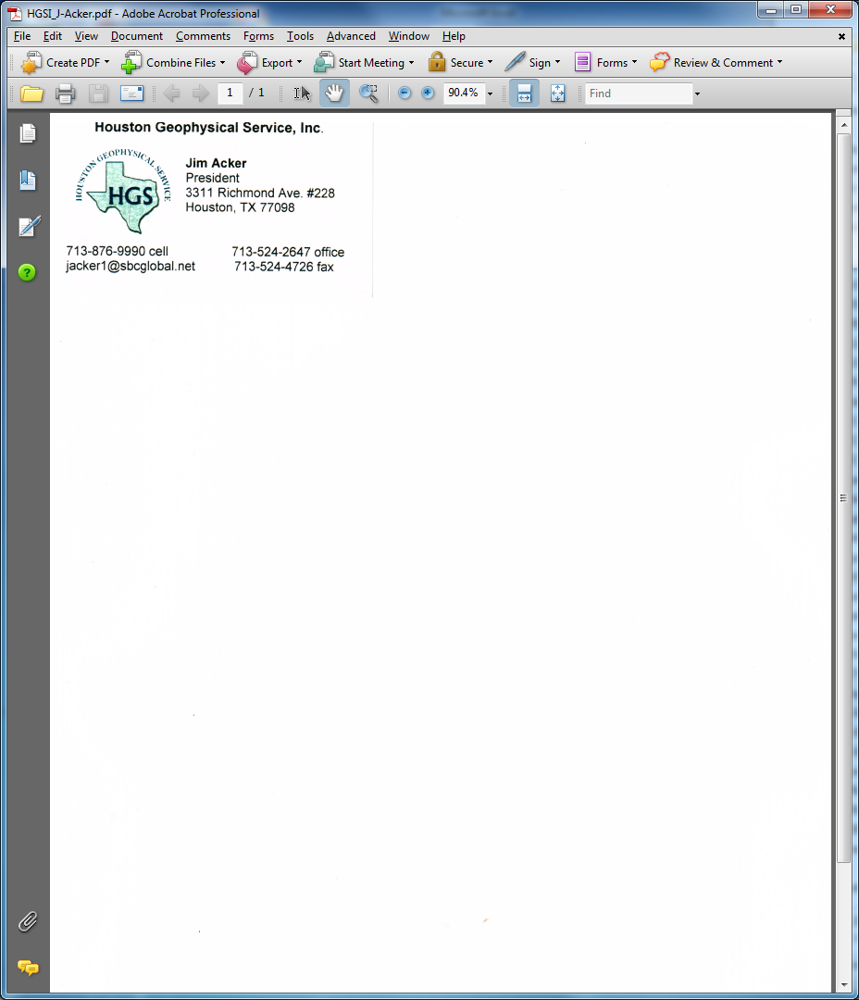 HGSI_J-Acker.pdf - Adobe Acrobat Professional
File Edit View Document Comments Forms Tools Advanced Window Help
Create PDF Combine Files Export Start Meeting Secure Sign Forms Review & Comment
1 / 1 90.4% Find
Houston Geophysical Service, Inc.
HOUSTON GEOPHYSICAL SERVICE
HGS
Jim Acker
President
3311 Richmond Ave. #228
Houston, TX 77098
713-876-9990 cell 713-524-2647 office
jacker1@sbcglobal.net 713-524-4726 fax